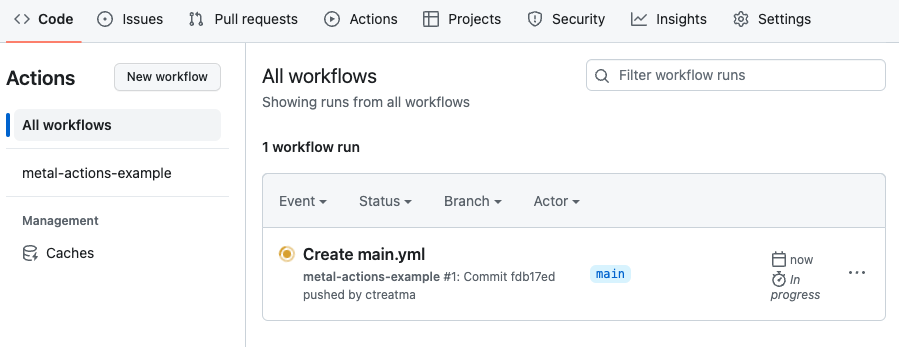 Code Issues Pull requests Actions Projects Security Insights Settings
Actions New workflow
All workflows
metal-actions-example
Management
Caches
All workflows Filter workflow runs
Showing runs from all workflows
1 workflow run
Event Status Branch Actor
Create main.yml
metal-actions-example #1: Commit fdb17ed
pushed by ctreatma
main
now
In
progress